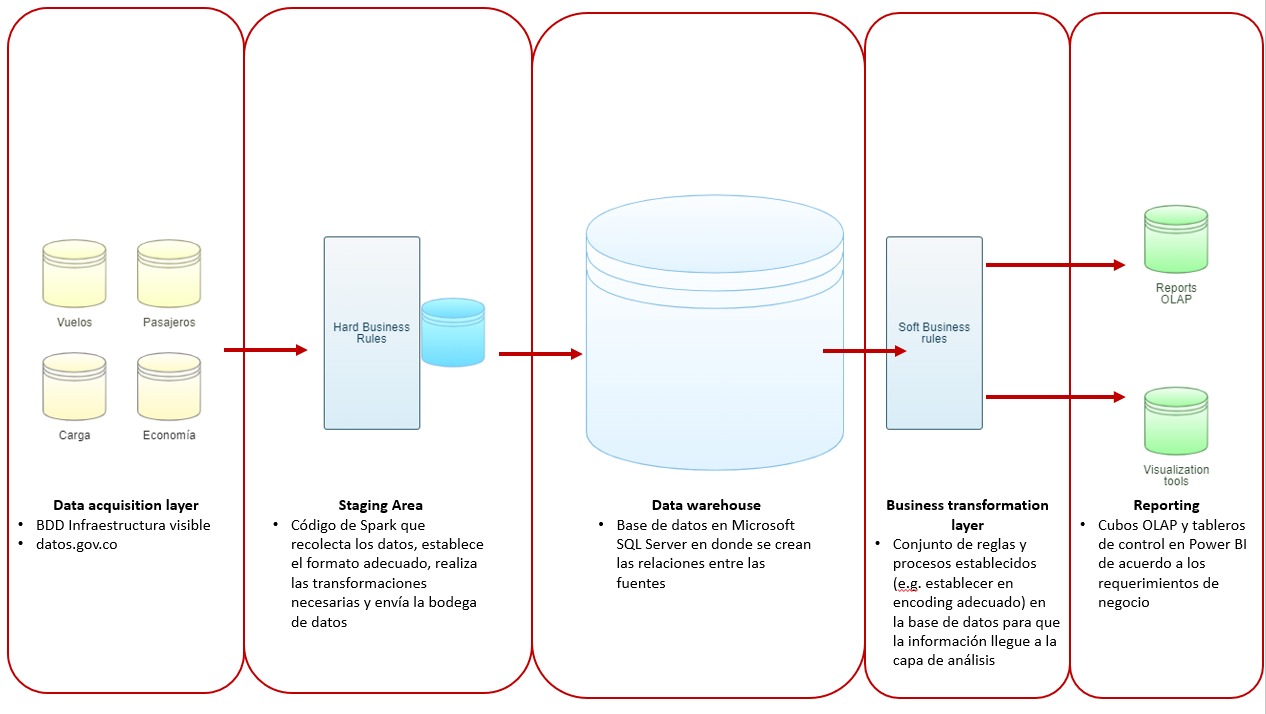 Vuelos
Pasajeros
Carga
Economía
Data acquisition layer
• BDD Infraestructura visible
• datos.gov.co
Hard Business
Rules
Staging Area
• Código de Spark que
recolecta los datos, establece
el formato adecuado, realiza
las transformaciones
necesarias y envía la bodega
de datos
Data warehouse
• Base de datos en Microsoft
SQL Server en donde se crean
las relaciones entre las
fuentes
Soft Business
rules
Business transformation
layer
• Conjunto de reglas y
procesos establecidos
(e.g. establecer en
encoding adecuado) en
la base de datos para que
la información llegue a la
capa de análisis
Reports
OLAP
Visualization
tools
Reporting
• Cubos OLAP y tableros
de control en Power BI
de acuerdo a los
requerimientos de
negocio